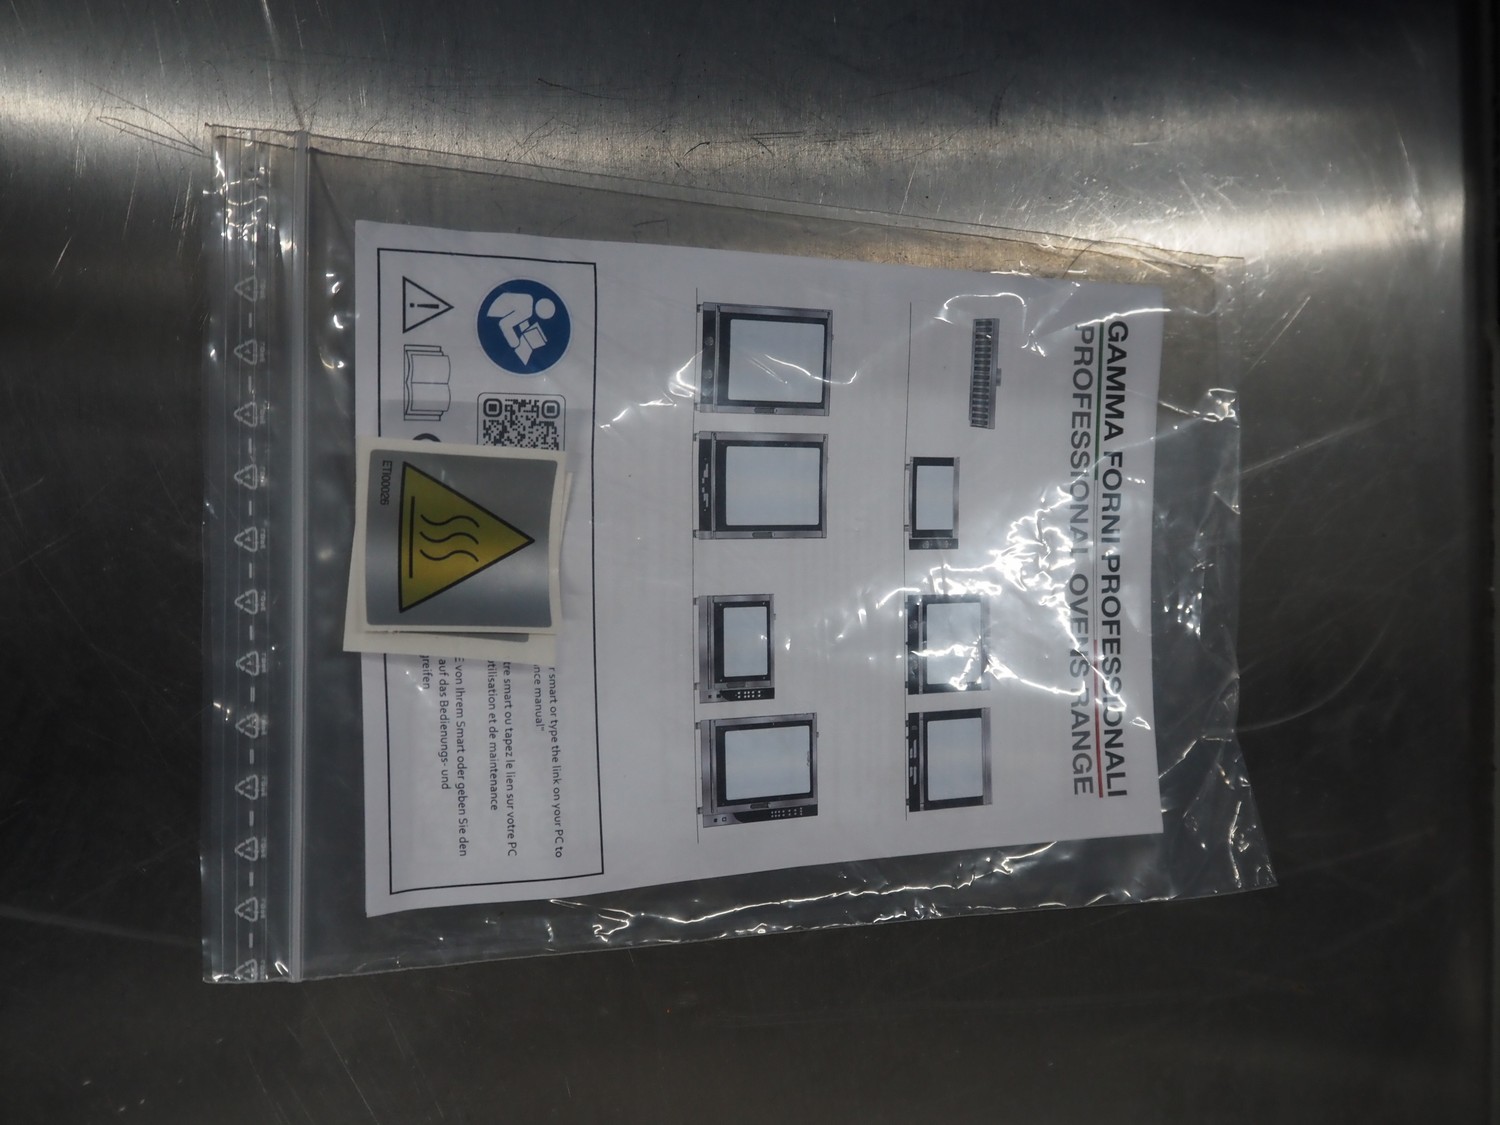 GAMMA FORNI PROFESSIONALI
PROFESSIONAL OVENS RANGE
smart or type the link on your PC to
nce manual"
tre smart ou tapez le lien sur votre PC
tilisation et de maintenance
von Ihrem Smart oder geben Sie den
auf das Bedienungs- und
greifen
ETI00026